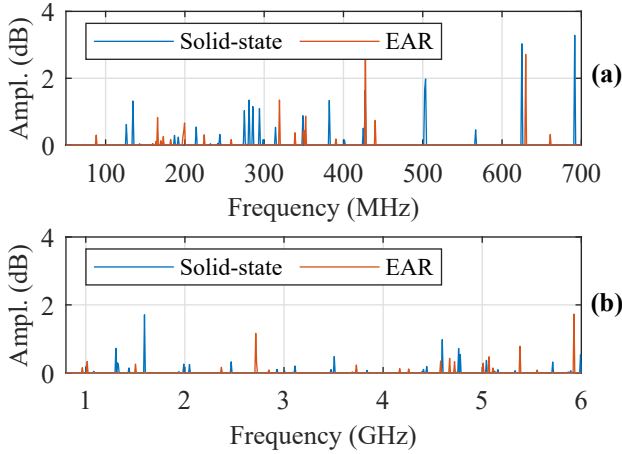 4
2
0
Ampl. (dB)
Solid-state
EAR
(a)
100 200 300 400 500 600 700
Frequency (MHz)
4
2
0
Ampl. (dB)
Solid-state
EAR
(b)
1 2 3 4 5 6
Frequency (GHz)